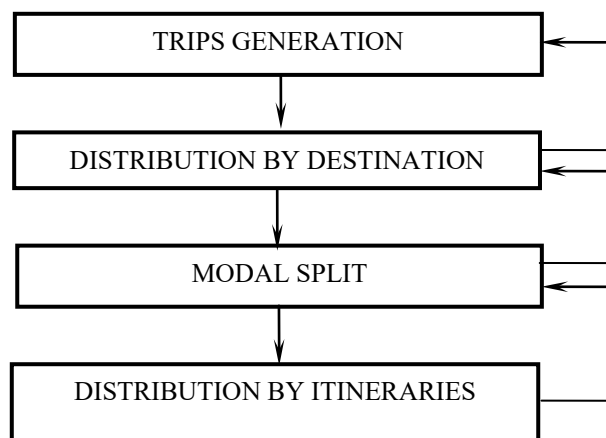 TRIPS GENERATION
DISTRIBUTION BY DESTINATION
MODAL SPLIT
DISTRIBUTION BY ITINERARIES